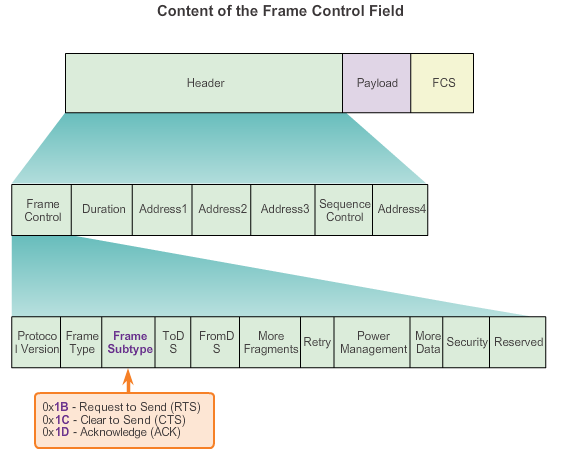 Content of the Frame Control Field
Header Payload FCS
Frame Control Duration Address1 Address2 Address3 Sequence Control Address4
Protoco
l Version
Frame
Type
Frame
Subtype
ToD
S
FromD
S
More
Fragments
Retry
Power
Management
More
Data
Security
Reserved
0x1B - Request to Send (RTS)
0x1C - Clear to Send (CTS)
0x1D - Acknowledge (ACK)